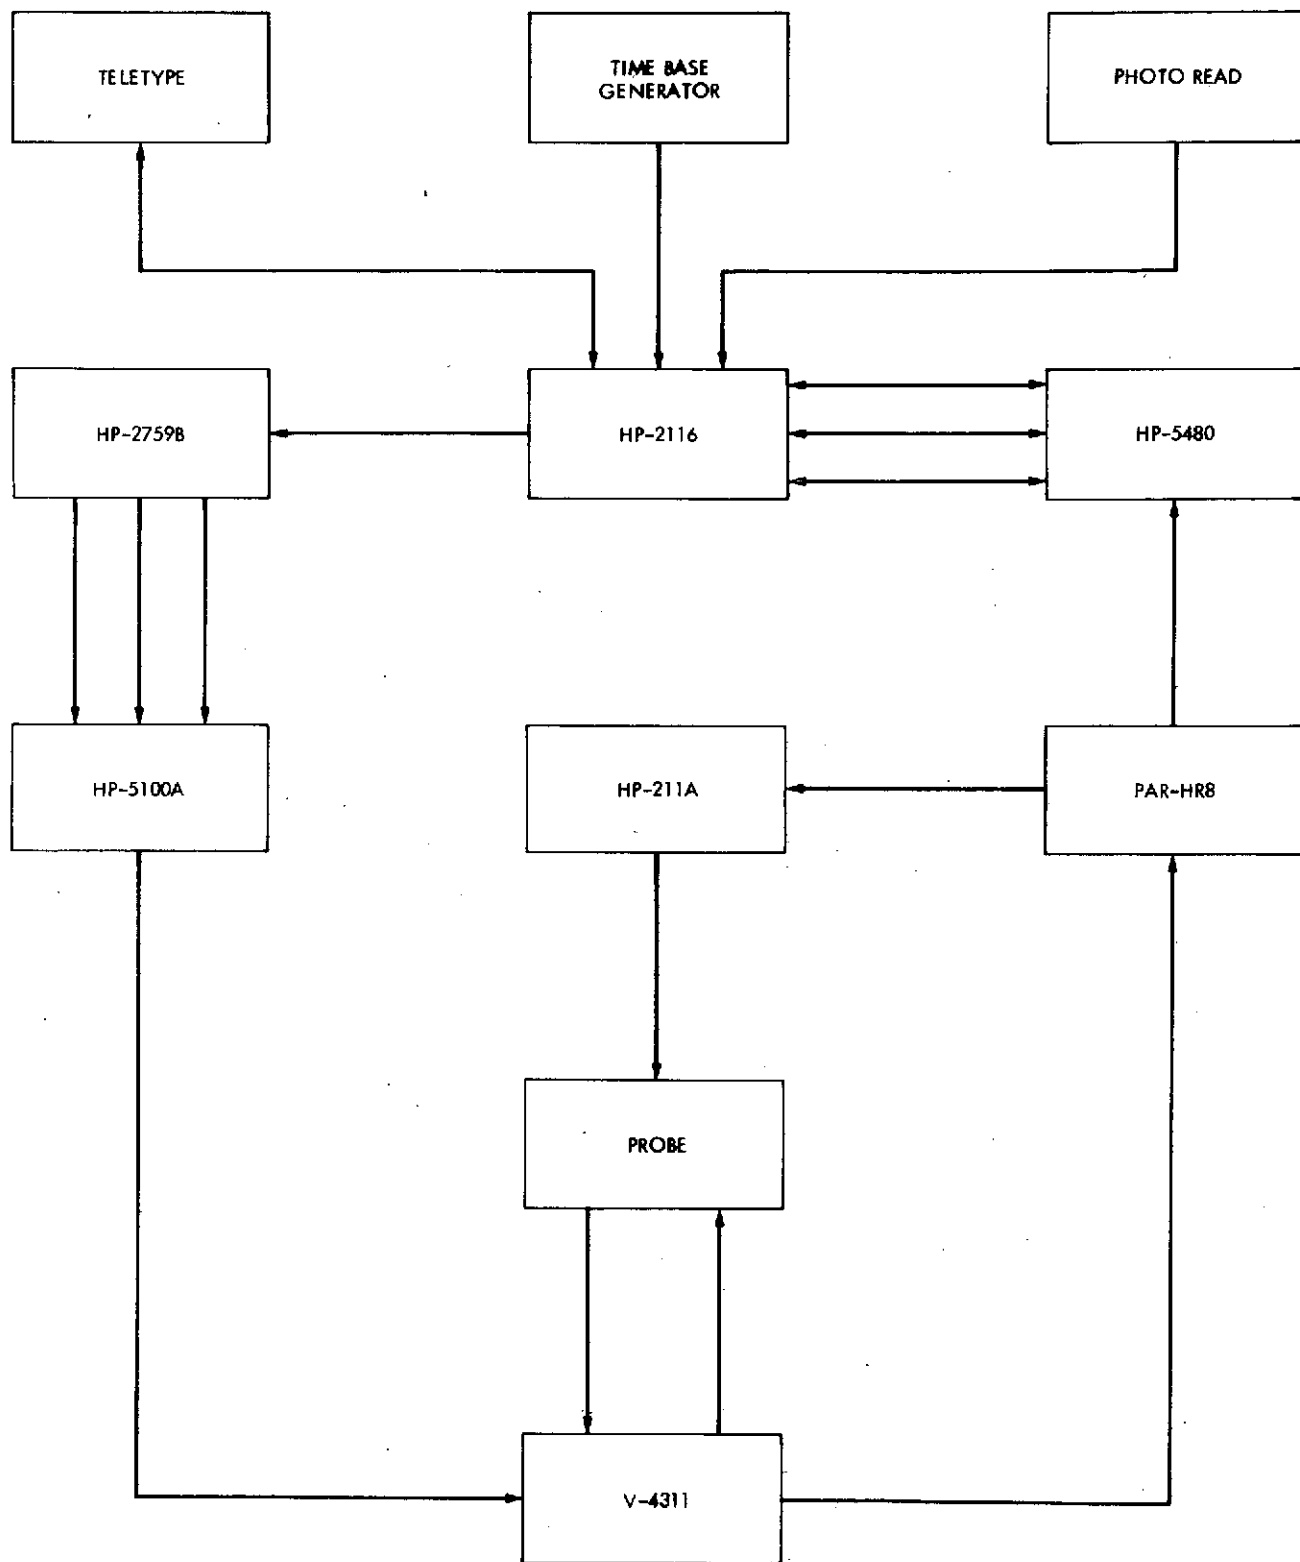 TELETYPE
TIME BASE
GENERATOR
PHOTO READ
HP-2759B
HP-2116
HP-5480
HP-5100A
HP-211A
PAR-HR8
PROBE
V-4311